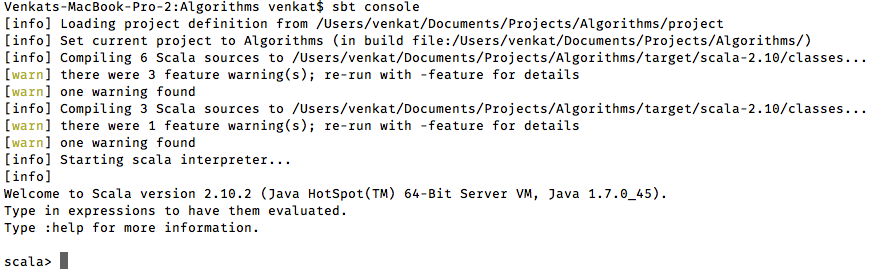 Venkats-MacBook-Pro-2:Algorithms venkat$ sbt console
[info] Loading project definition from /Users/venkat/Documents/Projects/Algorithms/project
[info] Set current project to Algorithms (in build file:/Users/venkat/Documents/Projects/Algorithms/)
[info] Compiling 6 Scala sources to /Users/venkat/Documents/Projects/Algorithms/target/scala-2.10/classes...
[warn] there were 3 feature warning(s); re-run with -feature for details
[warn] one warning found
[info] Compiling 3 Scala sources to /Users/venkat/Documents/Projects/Algorithms/target/scala-2.10/classes...
[warn] there were 1 feature warning(s); re-run with -feature for details
[warn] one warning found
[info] Starting scala interpreter...
[info]
Welcome to Scala version 2.10.2 (Java HotSpot(TM) 64-Bit Server VM, Java 1.7.0_45).
Type in expressions to have them evaluated.
Type :help for more information.
scala>